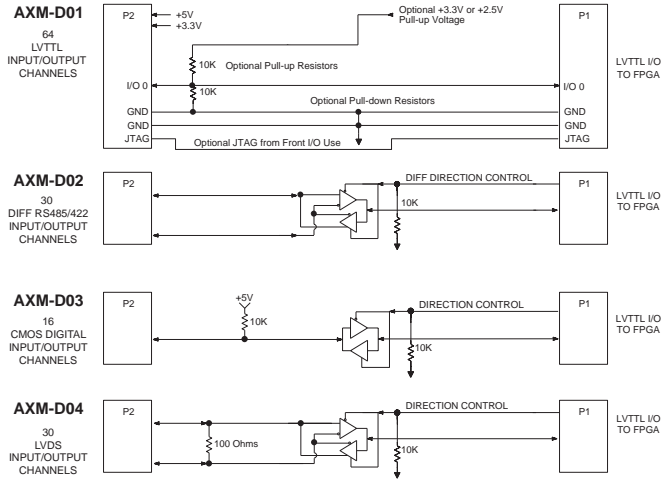 AXM-D01
64
LVTTL
INPUT/OUTPUT
CHANNELS
P2
+5V
+3.3V
Optional +3.3V or +2.5V
Pull-up Voltage
P1
10K
Optional Pull-up Resistors
LVTTL I/O
TO FPGA
I/O 0
10K
I/O 0
Optional Pull-down Resistors
GND
GND
GND
GND
JTAG
Optional JTAG from Front I/O Use
JTAG
AXM-D02
30
DIFF RS485/422
INPUT/OUTPUT
CHANNELS
P2
DIFF DIRECTION CONTROL
10K
P1
LVTTL I/O
TO FPGA
AXM-D03
16
CMOS DIGITAL
INPUT/OUTPUT
CHANNELS
P2
+5V
10K
DIRECTION CONTROL
10K
P1
LVTTL I/O
TO FPGA
AXM-D04
30
LVDS
INPUT/OUTPUT
CHANNELS
P2
100 Ohms
DIRECTION CONTROL
10K
P1
LVTTL I/O
TO FPGA